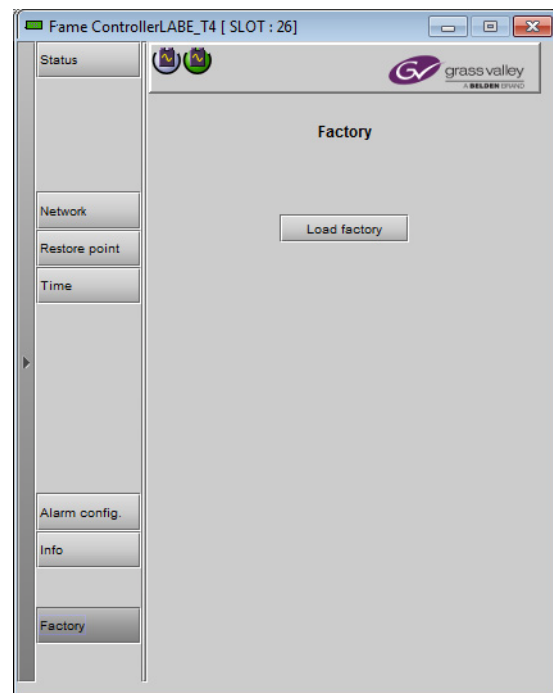 Fame ControllerLABE_T4 [ SLOT : 26]
Status
grass valley
A BELDEN BRAND
Factory
Network
Load factory
Restore point
Time
Alarm config.
Info
Factory